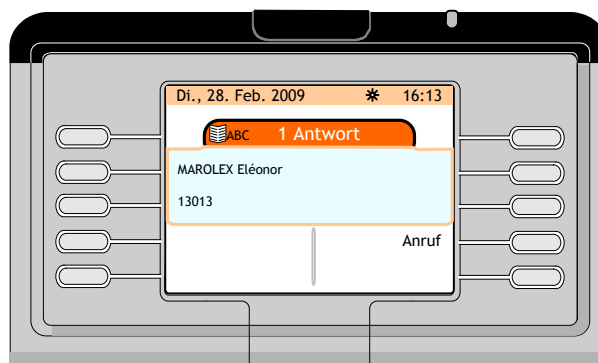 Di., 28. Feb. 2009 16:13
ABC 1 Antwort
MAROLEX Eléonor
13013
Anruf